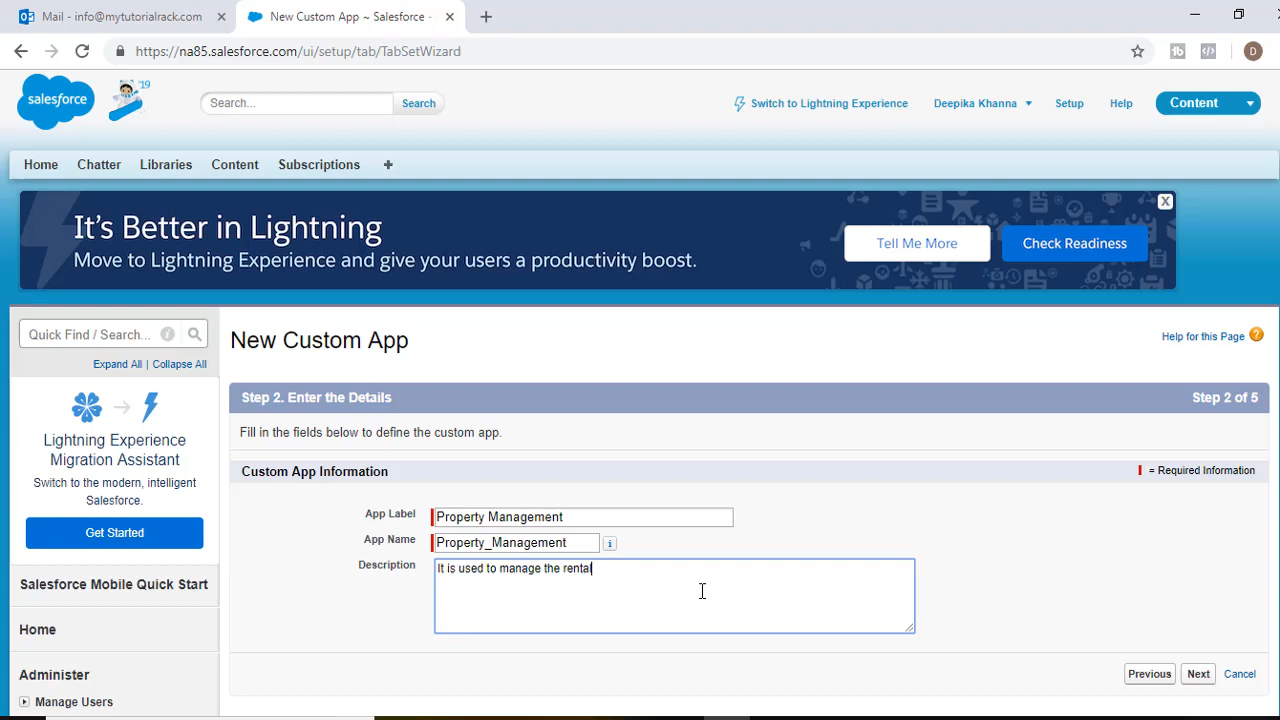 Mail - info@mytutorialrack.com
New Custom App ~ Salesforce -
https://na85.salesforce.com/ui/setup/tab/TabSetWizard
D
salesforce
'19
Search...
Search
Switch to Lightning Experience
Deepika Khanna
Setup
Help
Content
Home
Chatter
Libraries
Content
Subscriptions
+
It's Better in Lightning
Move to Lightning Experience and give your users a productivity boost.
Tell Me More
Check Readiness
X
Quick Find / Search...
Expand All | Collapse All
Lightning Experience
Migration Assistant
Switch to the modern, intelligent
Salesforce.
Get Started
Salesforce Mobile Quick Start
Home
Administer
Manage Users
New Custom App
Help for this Page
Step 2. Enter the Details
Step 2 of 5
Fill in the fields below to define the custom app.
Custom App Information
= Required Information
App Label
Property Management
App Name
Property_Management
Description
It is used to manage the rental
Previous
Next
Cancel